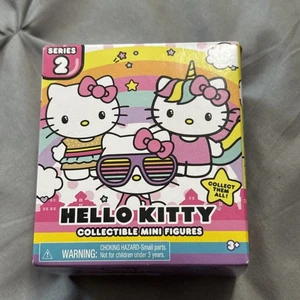 SERIES
2
COLLECT
THEM
ALL!
HELLO KITTY
COLLECTIBLE MINI FIGURES
WARNING:
CHOKING HAZARD-Small parts.
Not for children under 3 years.
3+